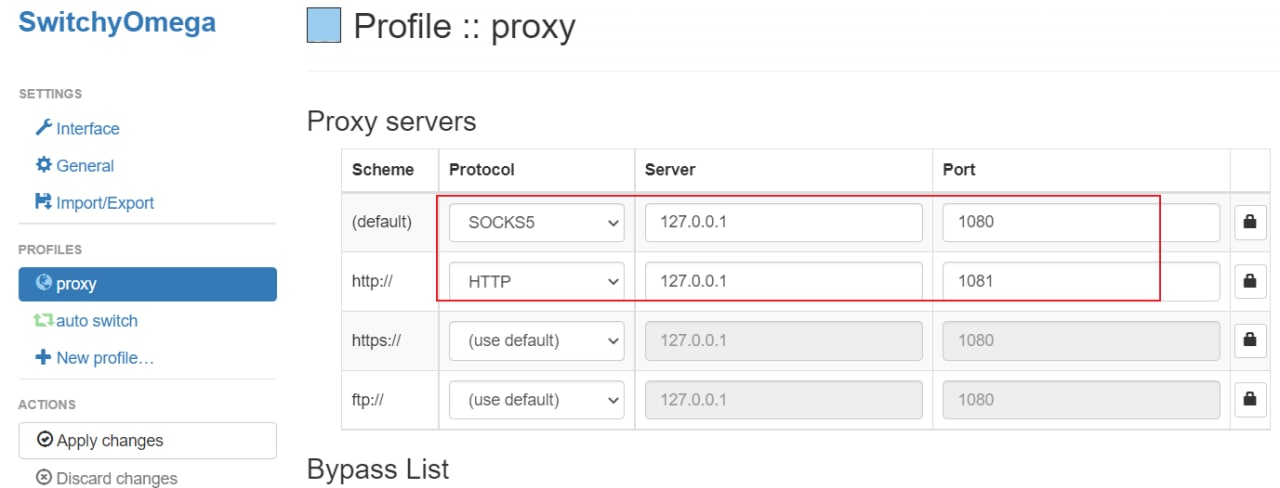 SwitchyOmega
SETTINGS
Interface
General
Import/Export
PROFILES
proxy
auto switch
New profile…
ACTIONS
Apply changes
Discard changes
Profile :: proxy
Proxy servers
Scheme Protocol Server Port
(default) SOCKS5 127.0.0.1 1080
http:// HTTP 127.0.0.1 1081
https:// (use default) 127.0.0.1 1080
ftp:// (use default) 127.0.0.1 1080
Bypass List